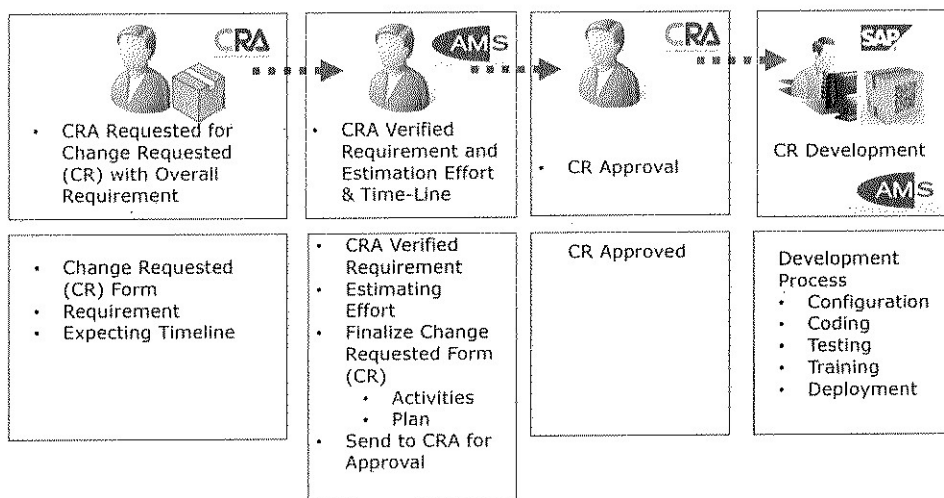 CRA
• CRA Requested for
Change Requested
(CR) with Overall
Requirement
AMS
• CRA Verified
Requirement and
Estimation Effort
& Time-Line
CRA
• CR Approval
SAP
CR Development
AMS
• Change Requested
(CR) Form
• Requirement
• Expecting Timeline
• CRA Verified
Requirement
• Estimating
Effort
• Finalize Change
Requested Form
(CR)
• Activities
• Plan
• Send to CRA for
Approval
CR Approved
Development
Process
• Configuration
• Coding
• Testing
• Training
• Deployment